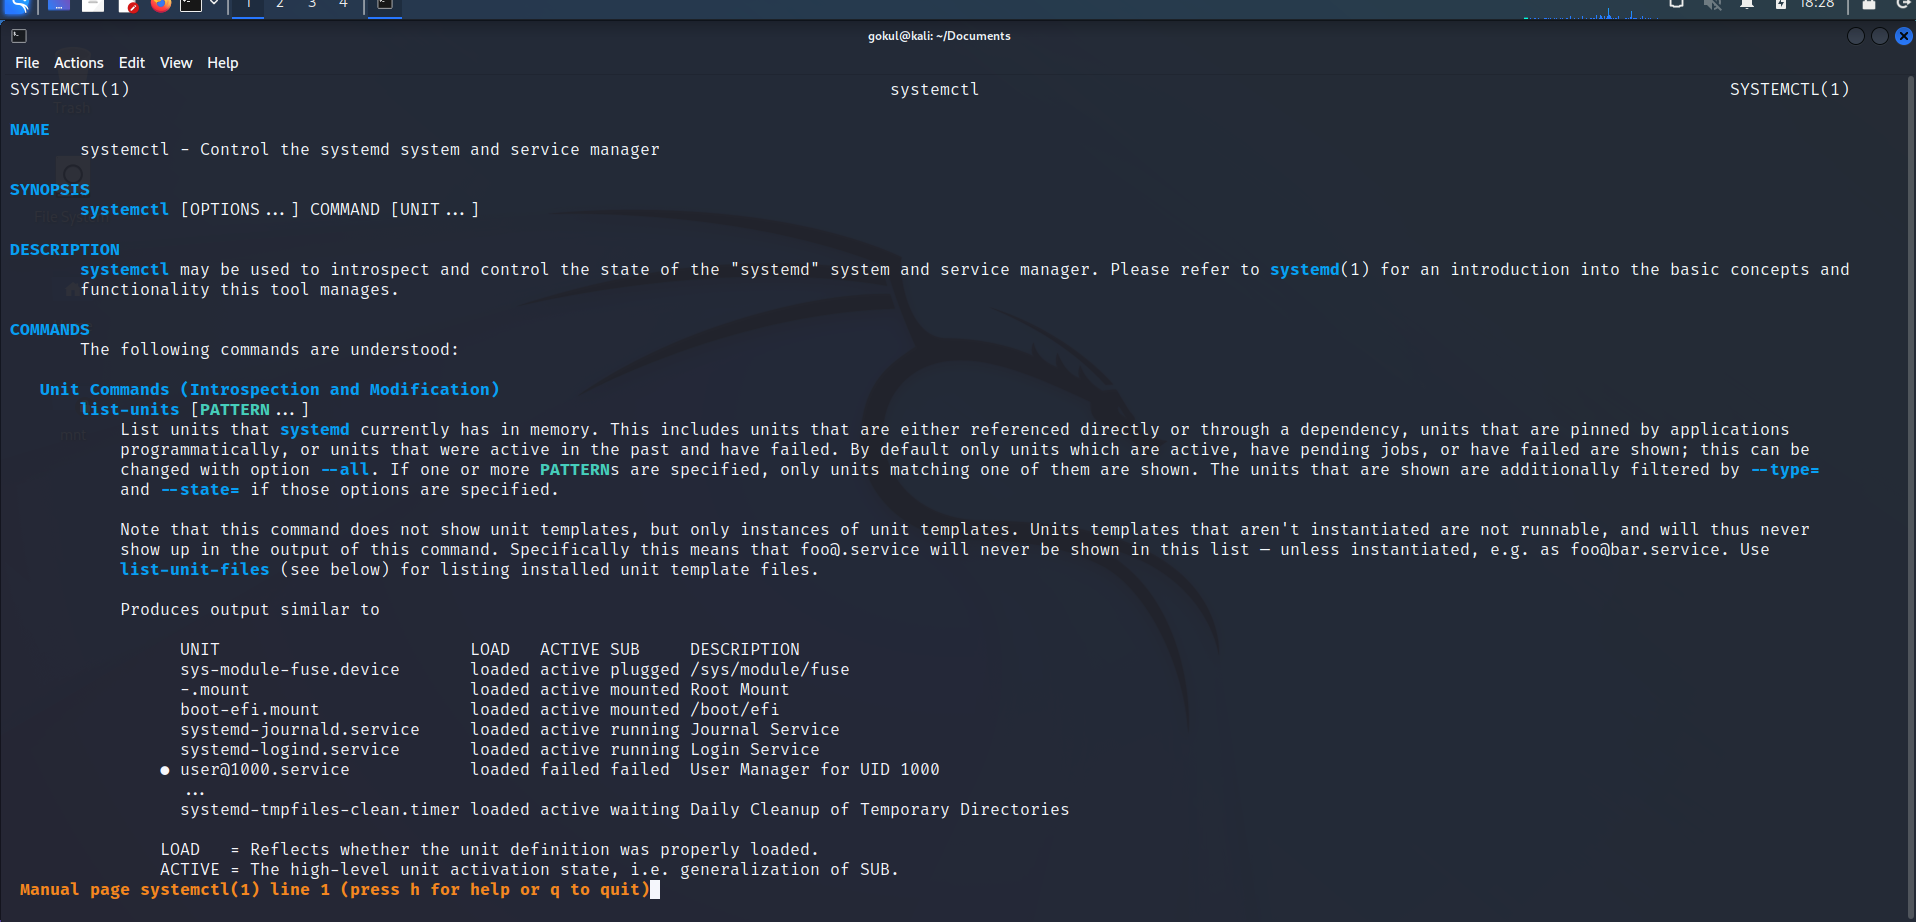 1 2 3 4 18:28
gokul@kali: ~/Documents
File Actions Edit View Help
SYSTEMCTL(1) systemctl SYSTEMCTL(1)
NAME
systemctl - Control the systemd system and service manager
SYNOPSIS
systemctl [OPTIONS...] COMMAND [UNIT...]
DESCRIPTION
systemctl may be used to introspect and control the state of the "systemd" system and service manager. Please refer to systemd(1) for an introduction into the basic concepts and
functionality this tool manages.
COMMANDS
The following commands are understood:
Unit Commands (Introspection and Modification)
list-units [PATTERN...]
List units that systemd currently has in memory. This includes units that are either referenced directly or through a dependency, units that are pinned by applications
programmatically, or units that were active in the past and have failed. By default only units which are active, have pending jobs, or have failed are shown; this can be
changed with option --all. If one or more PATTERNs are specified, only units matching one of them are shown. The units that are shown are additionally filtered by --type=
and --state= if those options are specified.
Note that this command does not show unit templates, but only instances of unit templates. Units templates that aren't instantiated are not runnable, and will thus never
show up in the output of this command. Specifically this means that foo@.service will never be shown in this list — unless instantiated, e.g. as foo@bar.service. Use
list-unit-files (see below) for listing installed unit template files.
Produces output similar to
UNIT LOAD ACTIVE SUB DESCRIPTION
sys-module-fuse.device loaded active plugged /sys/module/fuse
-.mount loaded active mounted Root Mount
boot-efi.mount loaded active mounted /boot/efi
systemd-journald.service loaded active running Journal Service
systemd-logind.service loaded active running Login Service
● user@1000.service loaded failed failed User Manager for UID 1000
...
systemd-tmpfiles-clean.timer loaded active waiting Daily Cleanup of Temporary Directories
LOAD = Reflects whether the unit definition was properly loaded.
ACTIVE = The high-level unit activation state, i.e. generalization of SUB.
Manual page systemctl(1) line 1 (press h for help or q to quit)